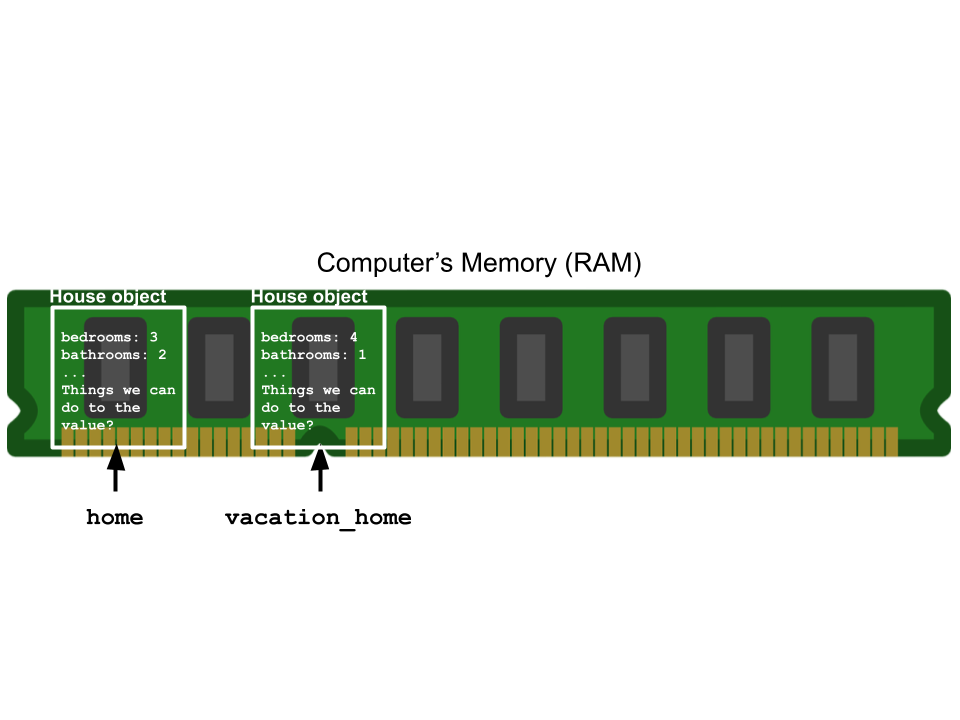 Computer’s Memory (RAM)
House object
bedrooms: 3
bathrooms: 2
...
Things we can
do to the
value?
House object
bedrooms: 4
bathrooms: 1
...
Things we can
do to the
value?
home
vacation_home